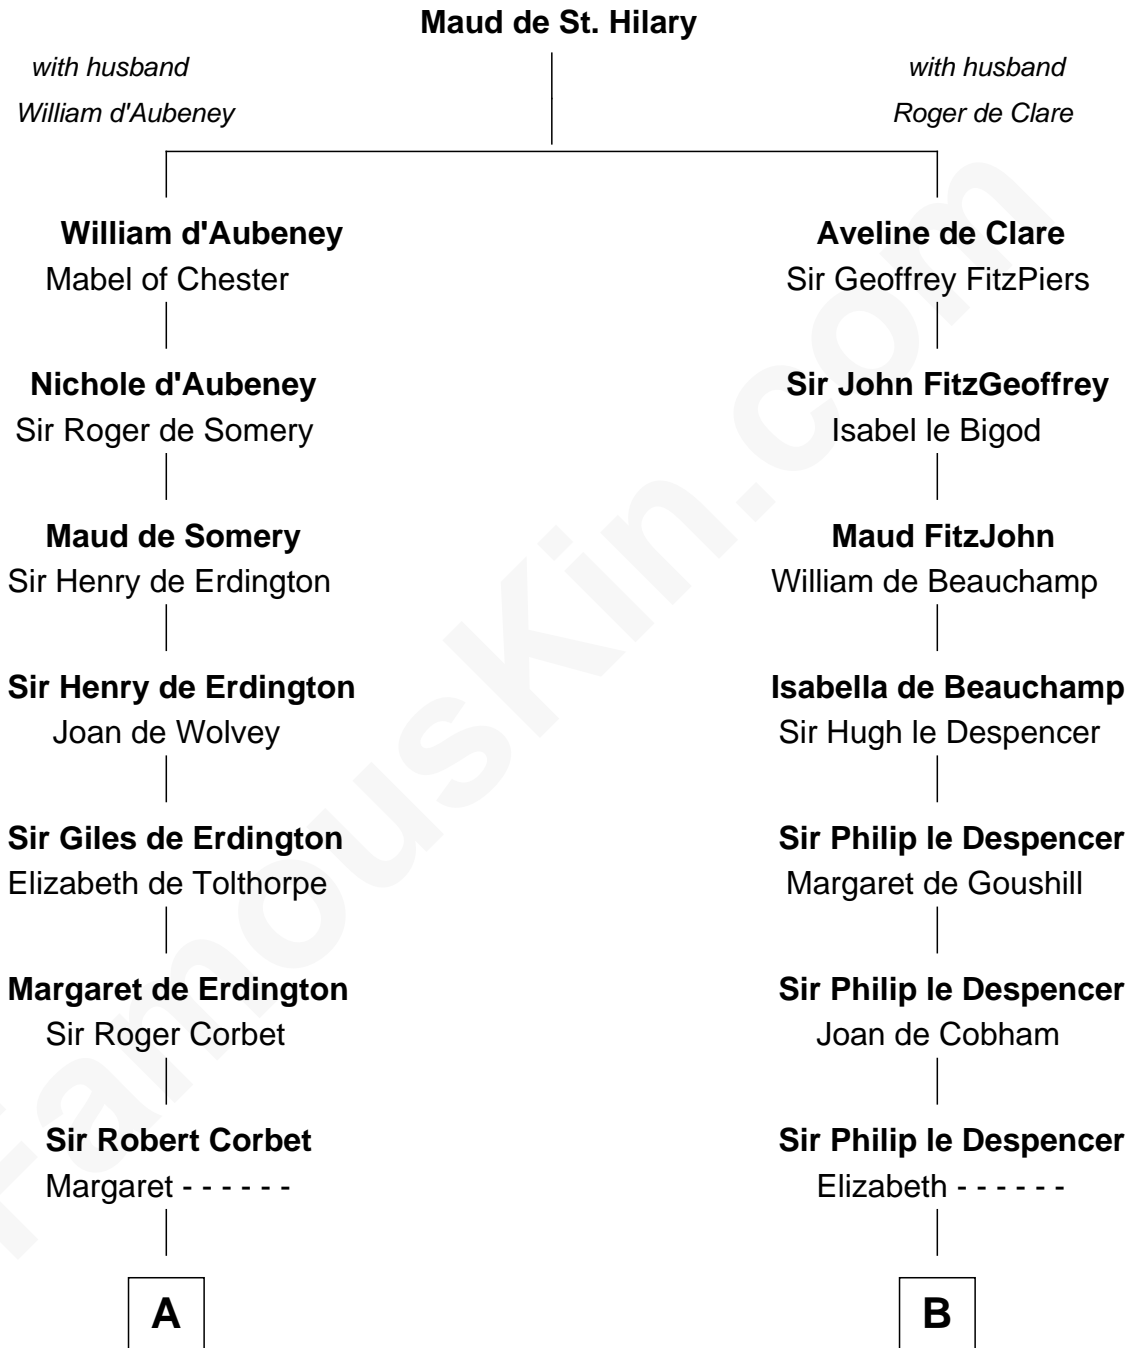 Maud de St. Hilary
with husband
William d'Aubeney
with husband
Roger de Clare
William d'Aubeney
Mabel of Chester
Aveline de Clare
Sir Geoffrey FitzPiers
Nichole d'Aubeney
Sir Roger de Somery
Sir John FitzGeoffrey
Isabel le Bigod
Maud de Somery
Sir Henry de Erdington
Maud FitzJohn
William de Beauchamp
Sir Henry de Erdington
Joan de Wolvey
Isabella de Beauchamp
Sir Hugh le Despencer
Sir Giles de Erdington
Elizabeth de Tolthorpe
Sir Philip le Despencer
Margaret de Goushill
Margaret de Erdington
Sir Roger Corbet
Sir Philip le Despencer
Joan de Cobham
Sir Robert Corbet
Margaret - - - - - -
Sir Philip le Despencer
Elizabeth - - - - - -
A
B
FamousKin.com